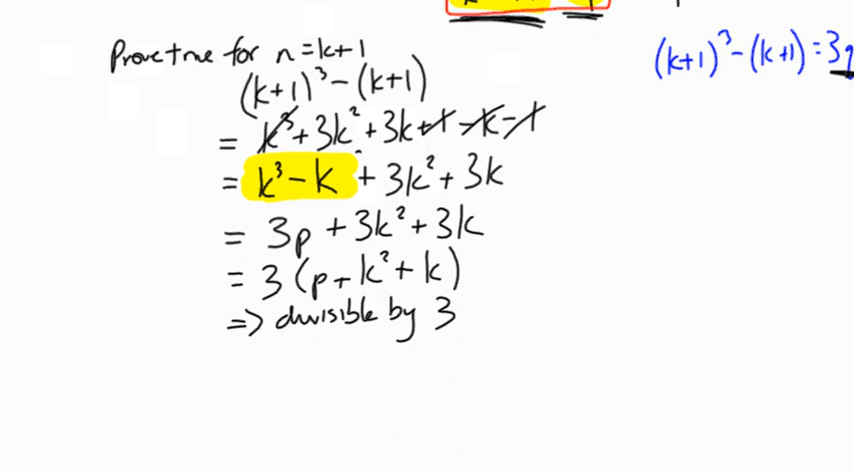 Prove true for n=k+1
(k+1)³-(k+1)=3q
(k+1)³-(k+1)
= k³+3k²+3k+1-k-1
= k³-k+3k²+3k
= 3p+3k²+3k
= 3(p+k²+k)
=> divisible by 3